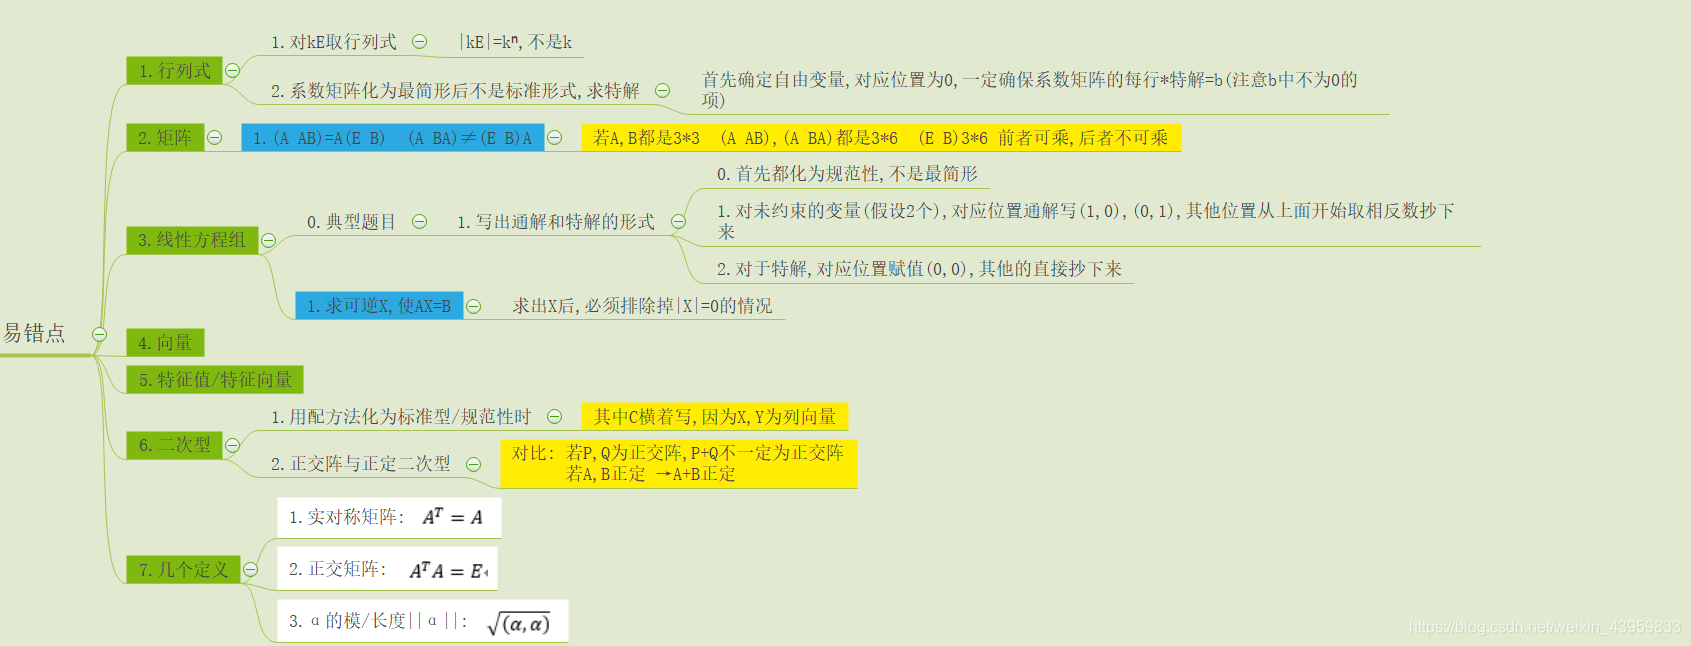 易错点
1.行列式
1.对kE取行列式
|kE|=kⁿ,不是k
2.系数矩阵化为最简形后不是标准形式,求特解
首先确定自由变量,对应位置为0,一定确保系数矩阵的每行*特解=b(注意b中不为0的
项)
2.矩阵
1.(A AB)=A(E B) (A BA)≠(E B)A
若A,B都是3*3 (A AB),(A BA)都是3*6 (E B)3*6 前者可乘,后者不可乘
3.线性方程组
0.典型题目
1.写出通解和特解的形式
0.首先都化为规范性,不是最简形
1.对未约束的变量(假设2个),对应位置通解写(1,0),(0,1),其他位置从上面开始取相反数抄下
来
2.对于特解,对应位置赋值(0,0),其他的直接抄下来
1.求可逆X,使AX=B
求出X后,必须排除掉|X|=0的情况
4.向量
5.特征值/特征向量
6.二次型
1.用配方法化为标准型/规范性时
其中C横着写,因为X,Y为列向量
2.正交阵与正定二次型
对比: 若P,Q为正交阵,P+Q不一定为正交阵
若A,B正定 →A+B正定
7.几个定义
1.实对称矩阵: Aᵀ = A
2.正交矩阵: AᵀA = E
3.α的模/长度||α||: √(α,α)
https://blog.csdn.net/weixin_43959833